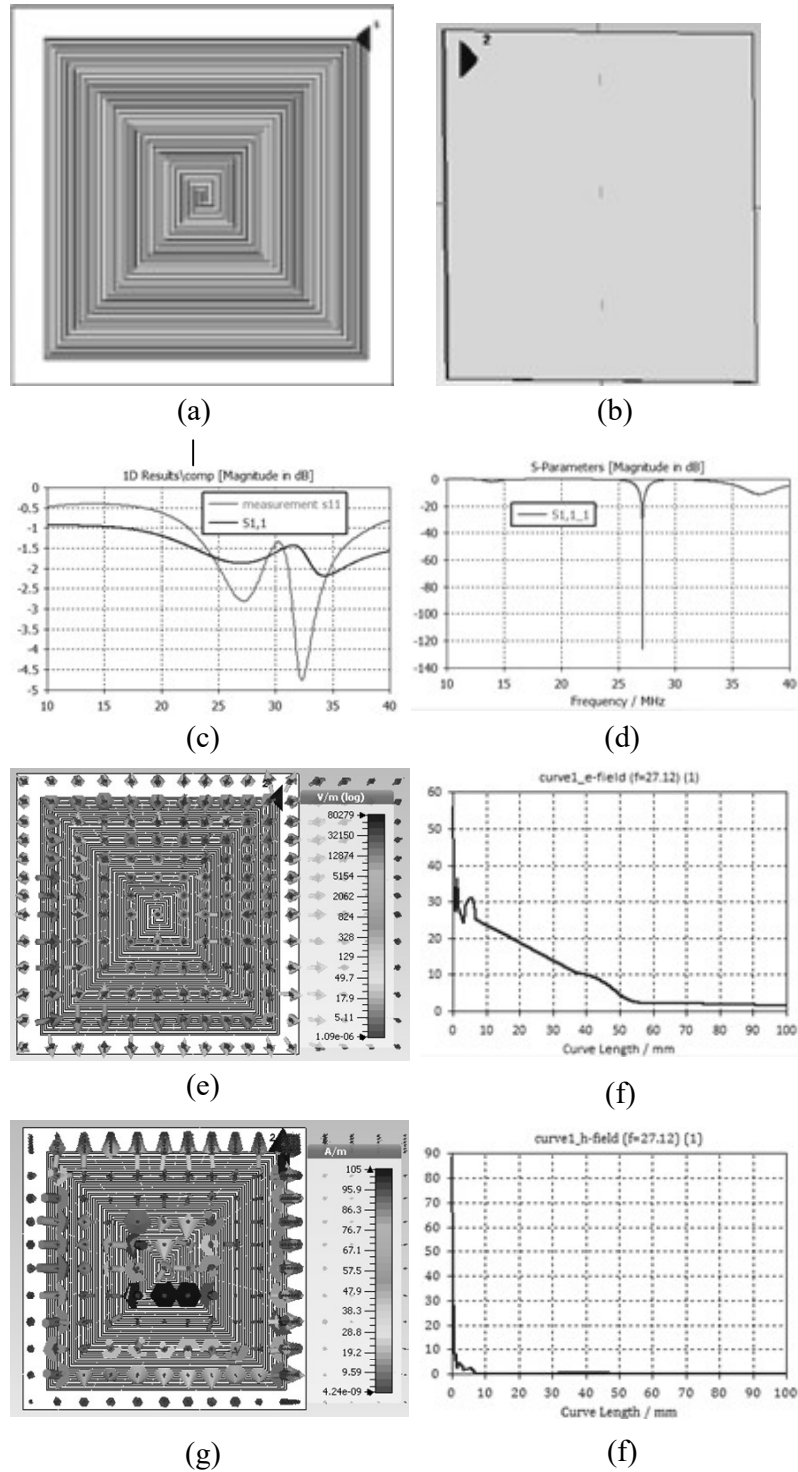 1
2
(a)
(b)
1D Results\comp [Magnitude in dB]
measurement s11
S1,1
0
-0.5
-1
-1.5
-2
-2.5
-3
-3.5
-4
-4.5
-5
10 15 20 25 30 35 40
(c)
S-Parameters [Magnitude in dB]
S1,1_1
0
-20
-40
-60
-80
-100
-120
-140
10 15 20 25 30 35 40
Frequency / MHz
(d)
2
V/m (log)
80279
32150
12874
5154
2062
824
328
129
49.7
17.9
5.11
1.09e-06
(e)
curve1_e-field (f=27.12) (1)
60
50
40
30
20
10
0
0 10 20 30 40 50 60 70 80 90 100
Curve Length / mm
(f)
2
A/m
105
95.9
86.3
76.7
67.1
57.5
47.9
38.3
28.8
19.2
9.59
4.24e-09
(g)
curve1_h-field (f=27.12) (1)
90
80
70
60
50
40
30
20
10
0
0 10 20 30 40 50 60 70 80 90 100
Curve Length / mm
(f)